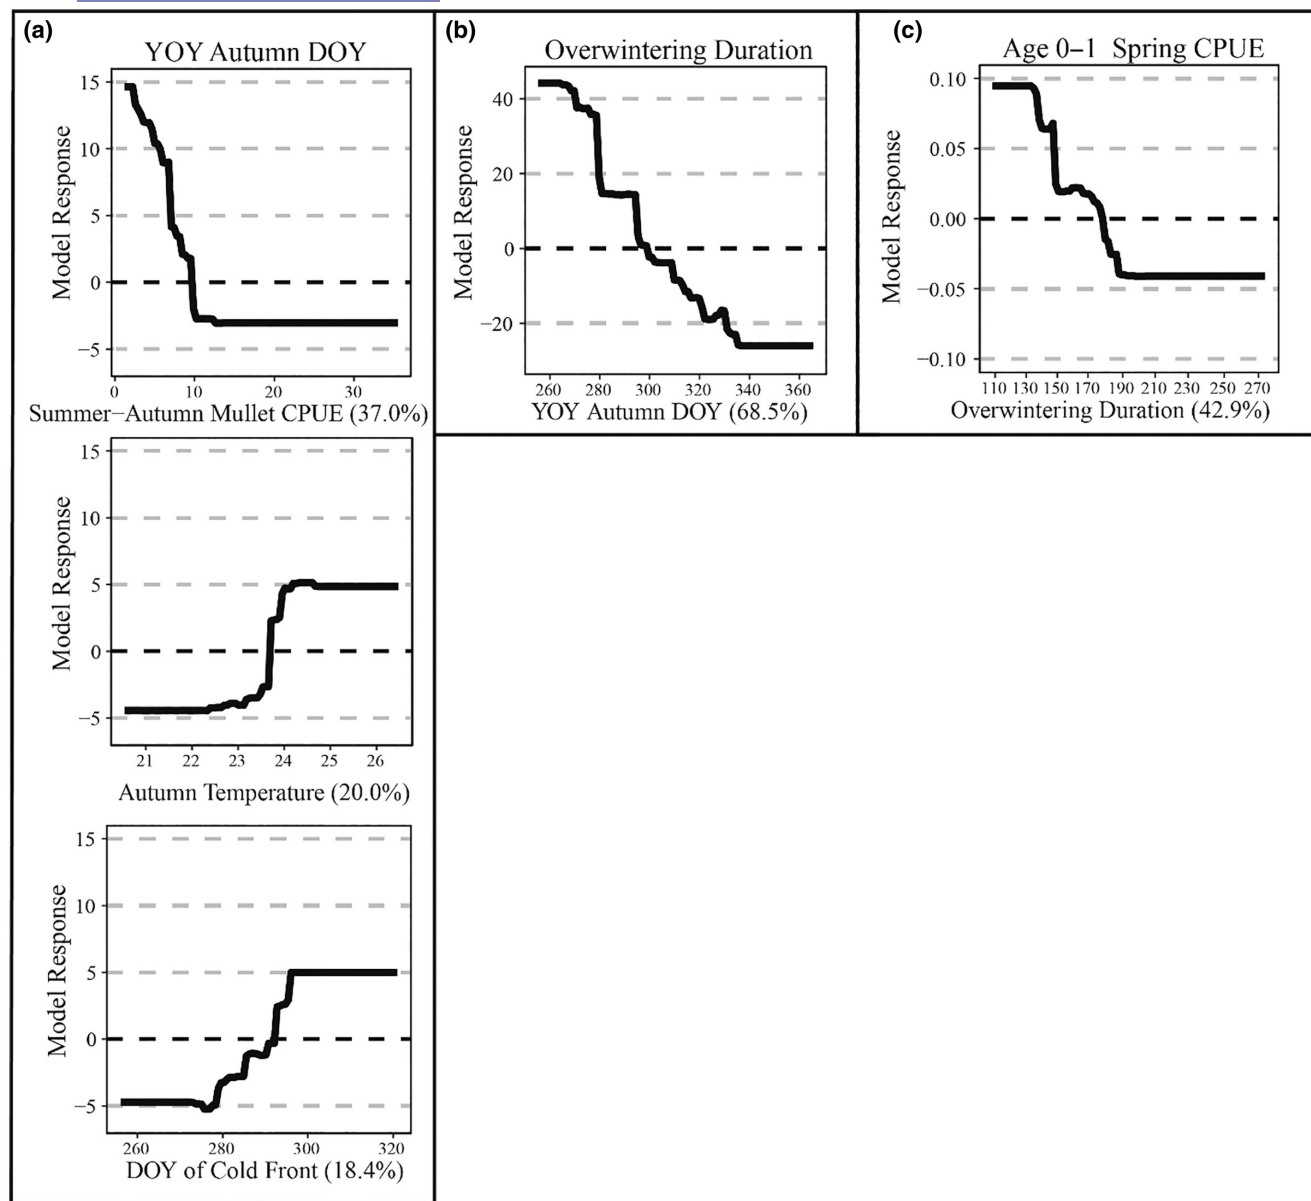 (a)
YOY Autumn DOY
Model Response
15
10
5
0
−5
0 10 20 30
Summer−Autumn Mullet CPUE (37.0%)
Model Response
15
10
5
0
−5
21 22 23 24 25 26
Autumn Temperature (20.0%)
Model Response
15
10
5
0
−5
260 280 300 320
DOY of Cold Front (18.4%)
(b)
Overwintering Duration
Model Response
40
20
0
−20
260 280 300 320 340 360
YOY Autumn DOY (68.5%)
(c)
Age 0−1 Spring CPUE
Model Response
0.10
0.05
0.00
−0.05
−0.10
110 130 150 170 190 210 230 250 270
Overwintering Duration (42.9%)